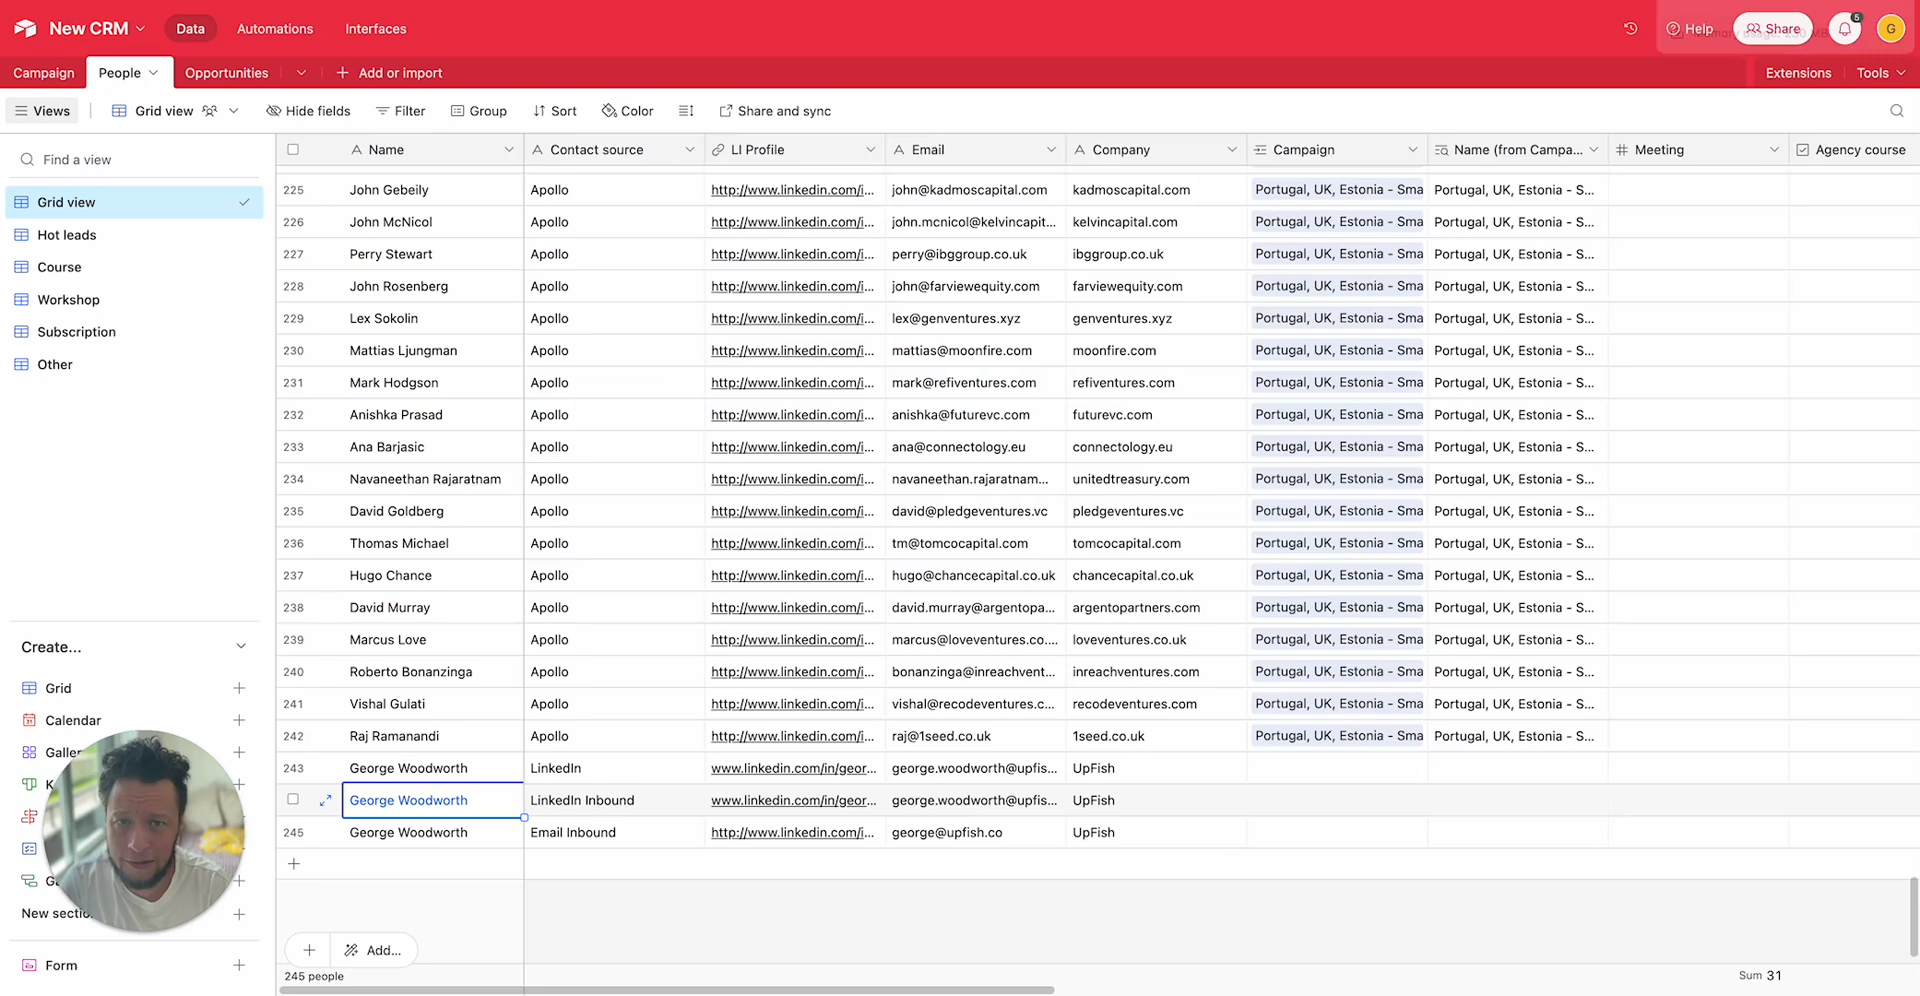 New CRM Data Automations Interfaces Help Share 5 G
Campaign People Opportunities Add or import Extensions Tools
Views Grid view Hide fields Filter Group Sort Color Share and sync
Find a view
Grid view
Hot leads
Course
Workshop
Subscription
Other
Create...
Grid
Calendar
New
Form
Name Contact source LI Profile Email Company Campaign Name (from Campa... Meeting Agency course
225 John Gebeily Apollo http://www.linkedin.com/i... john@kadmoscapital.com kadmoscapital.com Portugal, UK, Estonia - Sma Portugal, UK, Estonia - S...
226 John McNicol Apollo http://www.linkedin.com/i... john.mcnicol@kelvincapit... kelvincapital.com Portugal, UK, Estonia - Sma Portugal, UK, Estonia - S...
227 Perry Stewart Apollo http://www.linkedin.com/i... perry@ibggroup.co.uk ibggroup.co.uk Portugal, UK, Estonia - Sma Portugal, UK, Estonia - S...
228 John Rosenberg Apollo http://www.linkedin.com/i... john@farviewequity.com farviewequity.com Portugal, UK, Estonia - Sma Portugal, UK, Estonia - S...
229 Lex Sokolin Apollo http://www.linkedin.com/i... lex@genventures.xyz genventures.xyz Portugal, UK, Estonia - Sma Portugal, UK, Estonia - S...
230 Mattias Ljungman Apollo http://www.linkedin.com/i... mattias@moonfire.com moonfire.com Portugal, UK, Estonia - Sma Portugal, UK, Estonia - S...
231 Mark Hodgson Apollo http://www.linkedin.com/i... mark@refiventures.com refiventures.com Portugal, UK, Estonia - Sma Portugal, UK, Estonia - S...
232 Anishka Prasad Apollo http://www.linkedin.com/i... anishka@futurevc.com futurevc.com Portugal, UK, Estonia - Sma Portugal, UK, Estonia - S...
233 Ana Barjasic Apollo http://www.linkedin.com/i... ana@connectology.eu connectology.eu Portugal, UK, Estonia - Sma Portugal, UK, Estonia - S...
234 Navaneethan Rajaratnam Apollo http://www.linkedin.com/i... navaneethan.rajaratnam... unitedtreasury.com Portugal, UK, Estonia - Sma Portugal, UK, Estonia - S...
235 David Goldberg Apollo http://www.linkedin.com/i... david@pledgeventures.vc pledgeventures.vc Portugal, UK, Estonia - Sma Portugal, UK, Estonia - S...
236 Thomas Michael Apollo http://www.linkedin.com/i... tm@tomcocapital.com tomcocapital.com Portugal, UK, Estonia - Sma Portugal, UK, Estonia - S...
237 Hugo Chance Apollo http://www.linkedin.com/i... hugo@chancecapital.co.uk chancecapital.co.uk Portugal, UK, Estonia - Sma Portugal, UK, Estonia - S...
238 David Murray Apollo http://www.linkedin.com/i... david.murray@argentopa... argentopartners.com Portugal, UK, Estonia - Sma Portugal, UK, Estonia - S...
239 Marcus Love Apollo http://www.linkedin.com/i... marcus@loveventures.co.... loveventures.co.uk Portugal, UK, Estonia - Sma Portugal, UK, Estonia - S...
240 Roberto Bonanzinga Apollo http://www.linkedin.com/i... bonanzinga@inreachvent... inreachventures.com Portugal, UK, Estonia - Sma Portugal, UK, Estonia - S...
241 Vishal Gulati Apollo http://www.linkedin.com/i... vishal@recodeventures.c... recodeventures.com Portugal, UK, Estonia - Sma Portugal, UK, Estonia - S...
242 Raj Ramanandi Apollo http://www.linkedin.com/i... raj@1seed.co.uk 1seed.co.uk Portugal, UK, Estonia - Sma Portugal, UK, Estonia - S...
243 George Woodworth LinkedIn www.linkedin.com/in/geor... george.woodworth@upfis... UpFish
George Woodworth LinkedIn Inbound www.linkedin.com/in/geor... george.woodworth@upfis... UpFish
245 George Woodworth Email Inbound http://www.linkedin.com/i... george@upfish.co UpFish
Add...
245 people Sum 31